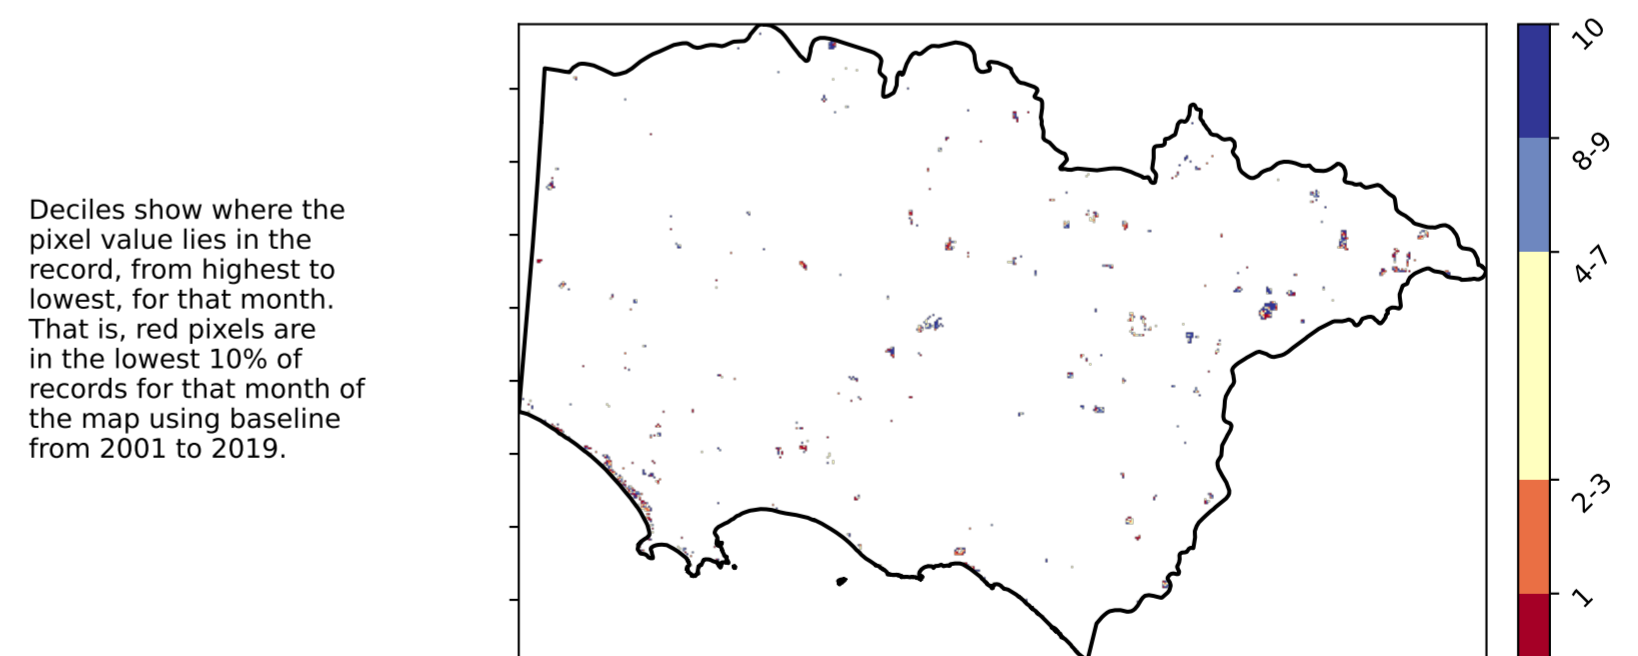 Deciles show where the
pixel value lies in the
record, from highest to
lowest, for that month.
That is, red pixels are
in the lowest 10% of
records for that month of
the map using baseline
from 2001 to 2019.
10
8-9
4-7
2-3
1